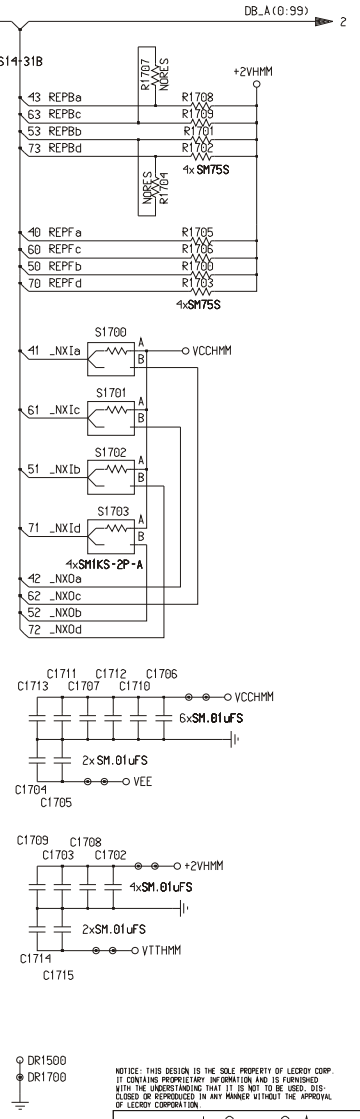 DB_A(0:99)
2
S14-31B
R1707
NORES
+2VHMM
43 REPBa R1708
63 REPBc R1709
53 REPBb R1701
73 REPBd R1702
4xSM75S
NORES
R1704
40 REPFa R1705
60 REPFc R1706
50 REPFb R1700
70 REPFd R1703
4xSM75S
S1700
41 _NXIa A VCCHMM
B
S1701
61 _NXIc A
B
S1702
51 _NXIb A
B
S1703
71 _NXId A
B
4xSM1KS-2P-A
42 _NXOa
62 _NXOc
52 _NXOb
72 _NXOd
C1711 C1712 C1706
C1713 C1707 C1710
VCCHMM
6xSM.01uFS
2xSM.01uFS
VEE
C1704
C1705
C1709 C1708
C1703 C1702
+2VHMM
4xSM.01uFS
2xSM.01uFS
VTTHMM
C1714
C1715
DR1500
DR1700
NOTICE: THIS DESIGN IS THE SOLE PROPERTY OF LECROY CORP.
IT CONTAINS PROPRIETARY INFORMATION AND IS FURNISHED
WITH THE UNDERSTANDING THAT IT IS NOT TO BE USED, DIS-
CLOSED OR REPRODUCED IN ANY MANNER WITHOUT THE APPROVAL
OF LECROY CORPORATION.